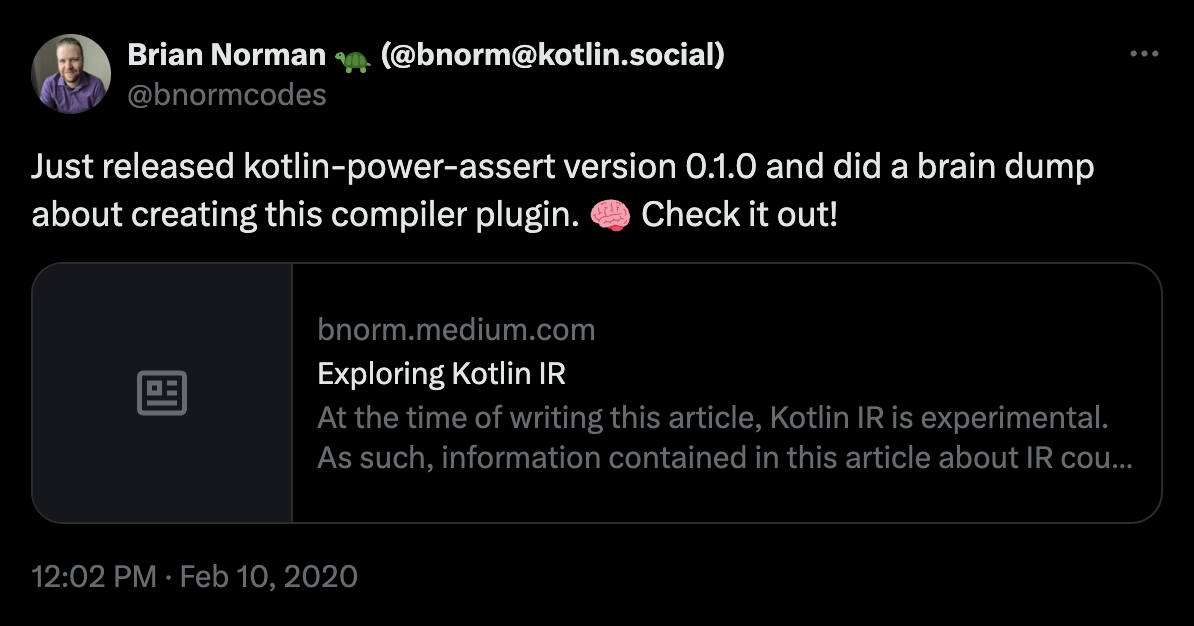 Brian Norman 🐢 (@bnorm@kotlin.social)
@bnormcodes
Just released kotlin-power-assert version 0.1.0 and did a brain dump
about creating this compiler plugin. 🧠 Check it out!
bnorm.medium.com
Exploring Kotlin IR
At the time of writing this article, Kotlin IR is experimental.
As such, information contained in this article about IR cou...
12:02 PM · Feb 10, 2020